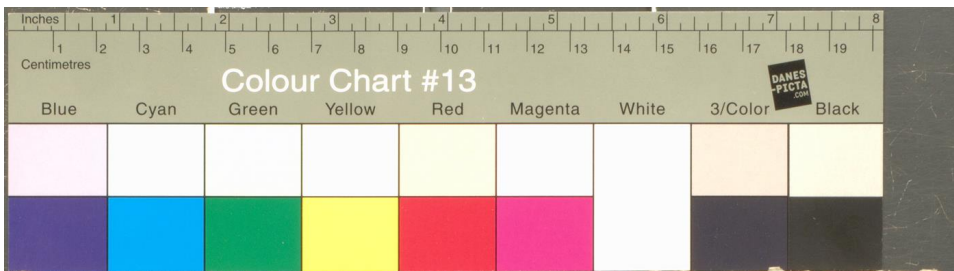 Inches 1 2 3 4 5 6 7 8
1 2 3 4 5 6 7 8 9 10 11 12 13 14 15 16 17 18 19
Centimetres
Colour Chart #13
DANES
-PICTA
.COM
Blue Cyan Green Yellow Red Magenta White 3/Color Black